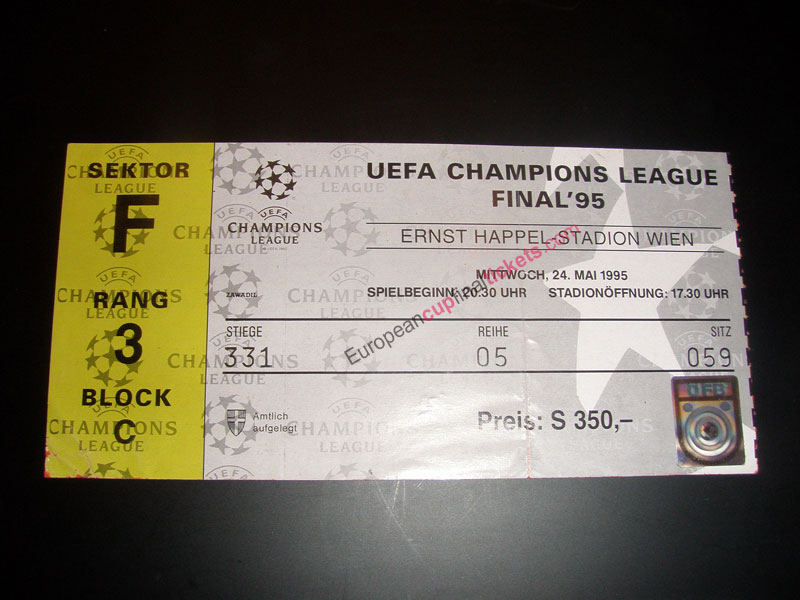 SEKTOR
F
RANG
3
BLOCK
C
UEFA
CHAMPIONS
LEAGUE
ZAWADIL
UEFA CHAMPIONS LEAGUE
FINAL'95
ERNST HAPPEL-STADION WIEN
MITTWOCH, 24. MAI 1995
SPIELBEGINN: 20.30 UHR STADIONÖFFNUNG: 17.30 UHR
STIEGE REIHE SITZ
331 05 059
Amtlich
aufgelegt
Preis: S 350,–
ÖFB
Europeancupfinaltickets.com